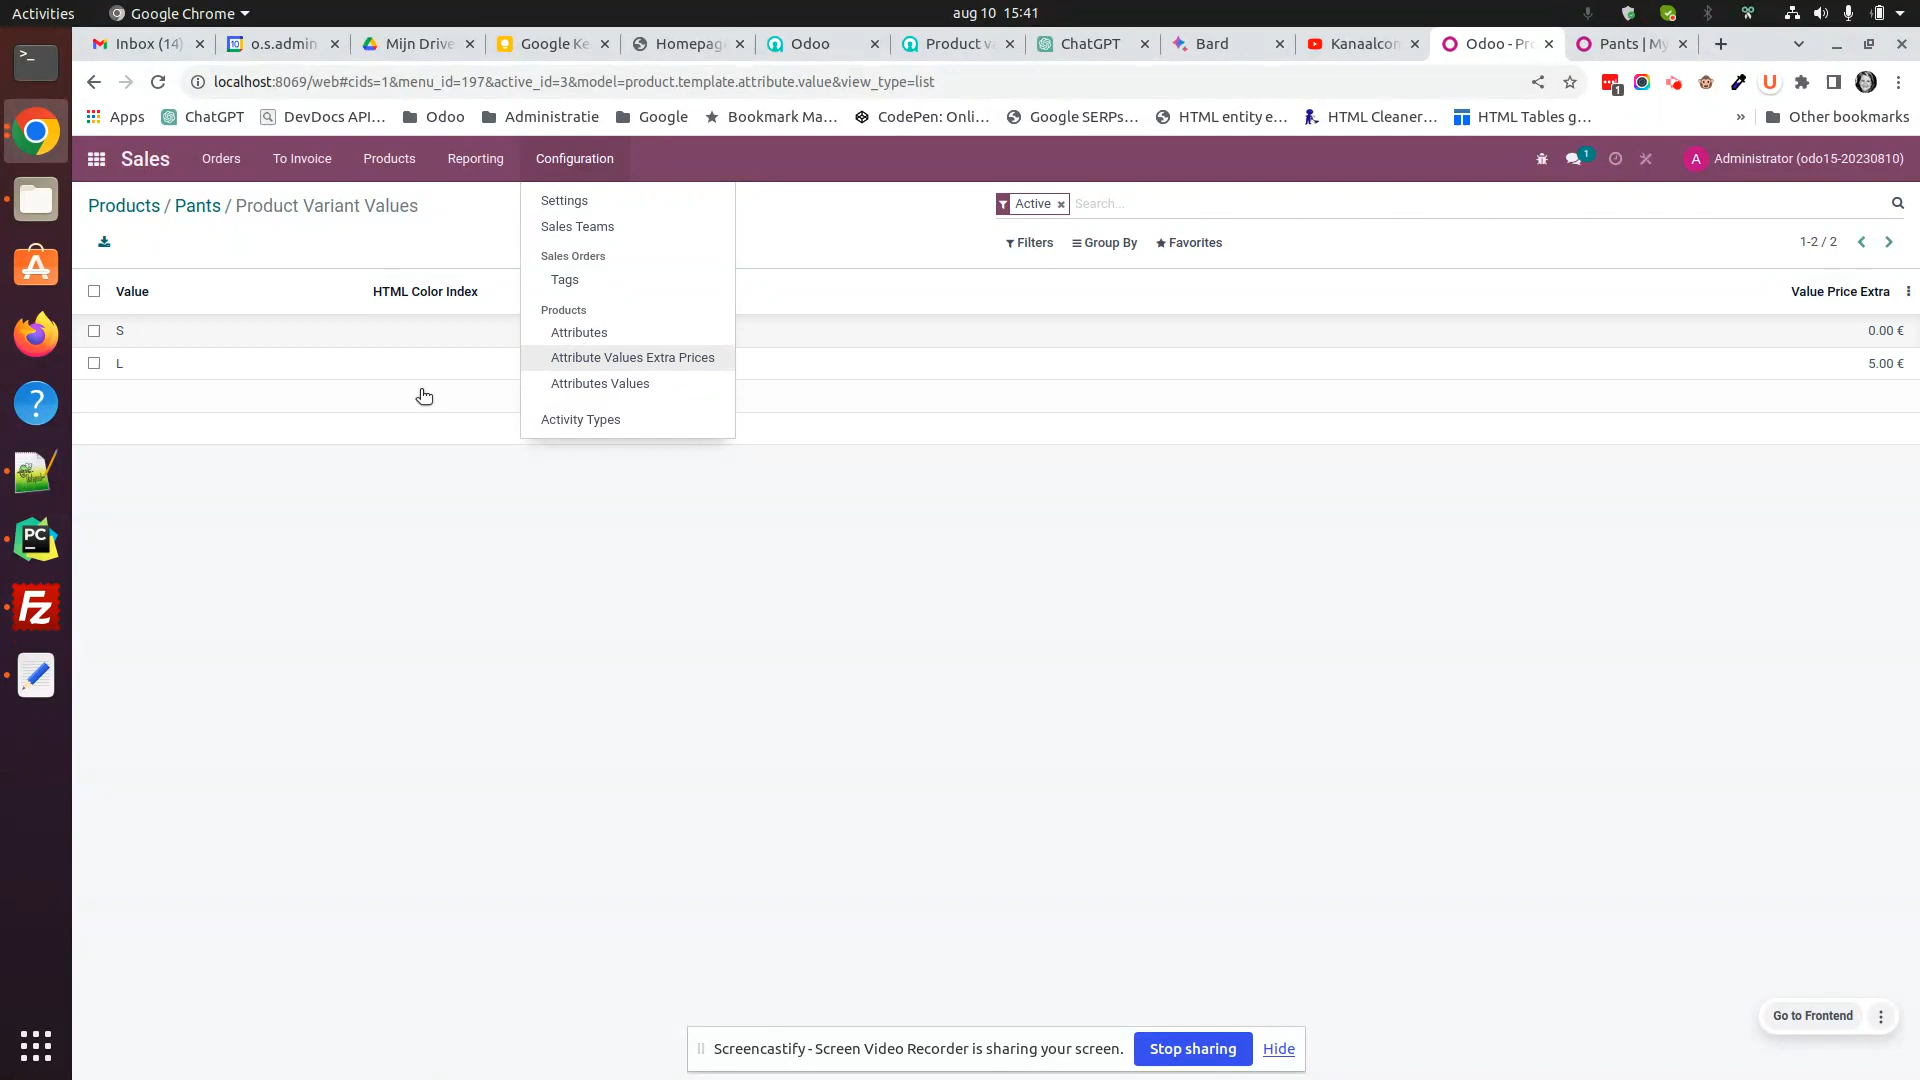 Activities Google Chrome aug 10 15:41
Inbox (14) o.s.admin Mijn Drive Google Ke Homepag Odoo Product v ChatGPT Bard Kanaalcon Odoo - Pr Pants | My
localhost:8069/web#cids=1&menu_id=197&active_id=3&model=product.template.attribute.value&view_type=list 1
Apps ChatGPT DevDocs API... Odoo Administratie Google Bookmark Ma... CodePen: Onli... Google SERPs... HTML entity e... HTML Cleaner... HTML Tables g... » Other bookmarks
Sales Orders To Invoice Products Reporting Configuration 1 A Administrator (odo15-20230810)
Products / Pants / Product Variant Values
Active Search...
Filters Group By Favorites 1-2 / 2
Value HTML Color Index Value Price Extra
S 0.00 €
L 5.00 €
Settings
Sales Teams
Sales Orders
Tags
Products
Attributes
Attribute Values Extra Prices
Attributes Values
Activity Types
PC
Fz
Go to Frontend
Screencastify - Screen Video Recorder is sharing your screen. Stop sharing Hide